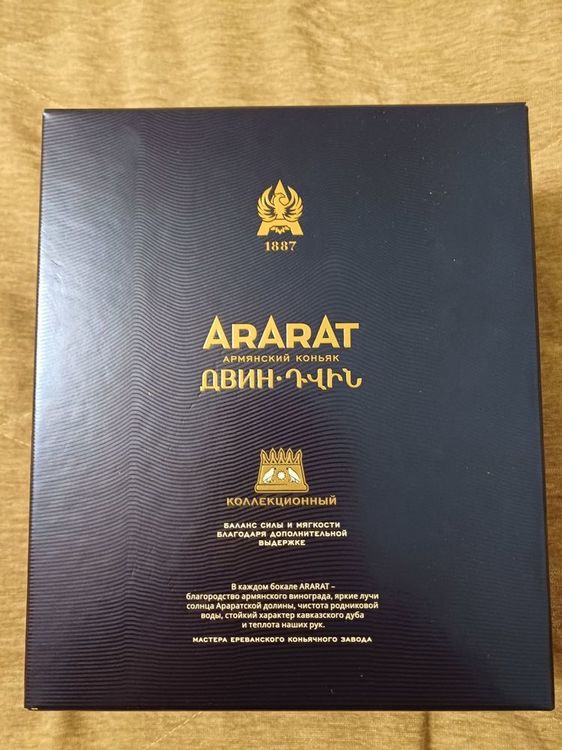 1887
ARARAT
АРМЯНСКИЙ КОНЬЯК
ДВИН·ԴՎԻՆ
КОЛЛЕКЦИОННЫЙ
БАЛАНС СИЛЫ И МЯГКОСТИ
БЛАГОДАРЯ ДОПОЛНИТЕЛЬНОЙ
ВЫДЕРЖКЕ
В каждом бокале ARARAT –
благородство армянского винограда, яркие лучи
солнца Араратской долины, чистота родниковой
воды, стойкий характер кавказского дуба
и теплота наших рук.
МАСТЕРА ЕРЕВАНСКОГО КОНЬЯЧНОГО ЗАВОДА